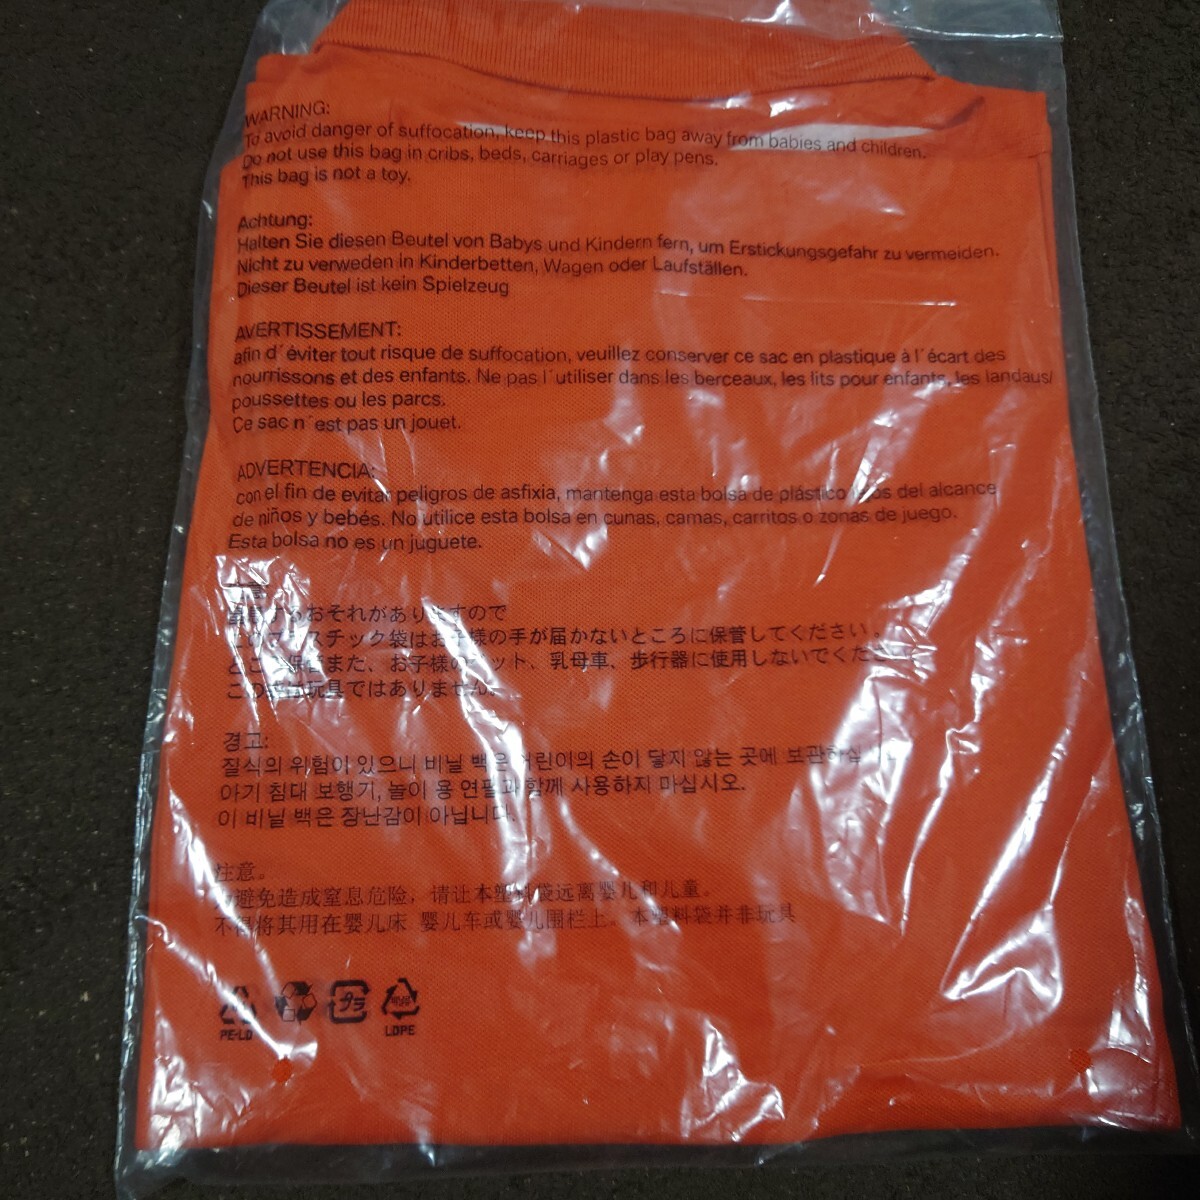 WARNING:
To avoid danger of suffocation, keep this plastic bag away from babies and children.
Do not use this bag in cribs, beds, carriages or play pens.
This bag is not a toy.
Achtung:
Halten Sie diesen Beutel von Babys und Kindern fern, um Erstickungsgefahr zu vermeiden.
Nicht zu verweden in Kinderbetten, Wagen oder Laufställen.
Dieser Beutel ist kein Spielzeug
AVERTISSEMENT:
afin d´éviter tout risque de suffocation, veuillez conserver ce sac en plastique à l´écart des
nourrissons et des enfants. Ne pas l´utiliser dans les berceaux, les lits pour enfants, les landaus/
poussettes ou les parcs.
Ce sac n´est pas un jouet.
ADVERTENCIA:
con el fin de evitar peligros de asfixia, mantenga esta bolsa de plástico del alcance
de niños y bebés. No utilice esta bolsa en cunas, camas, carritos o zonas de juego.
Esta bolsa no es un juguete.
おそれがありますので
チック袋はお子様の手が届かないところに保管してください。
また、お子様の ット、乳母車、歩行器に使用しないでくだ
玩具ではありません。
경고:
질식의 위험이 있으니 비닐 백은 어린이의 손이 닿지 않는 곳에 보관하십
아기 침대 보행기, 놀이 용 연필과 함께 사용하지 마십시오.
이 비닐 백은 장난감이 아닙니다.
注意。
避免造成窒息危险，请让本塑料袋远离婴儿和儿童。
不得将其用在婴儿床 婴儿车或婴儿围栏上。本塑料袋并非玩具
プラ
PE-LD LDPE